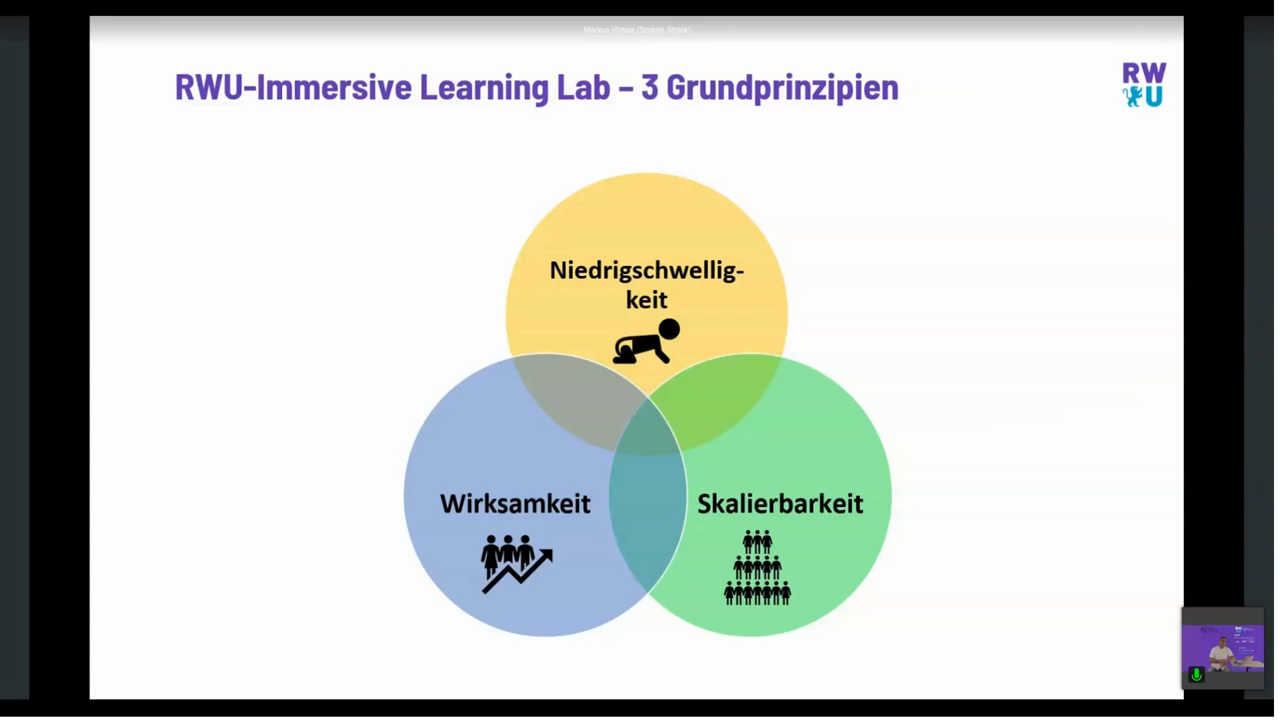 Markus Rossa (Screen Share)
RWU-Immersive Learning Lab – 3 Grundprinzipien
RW
U
Niedrigschwellig-
keit
Wirksamkeit
Skalierbarkeit